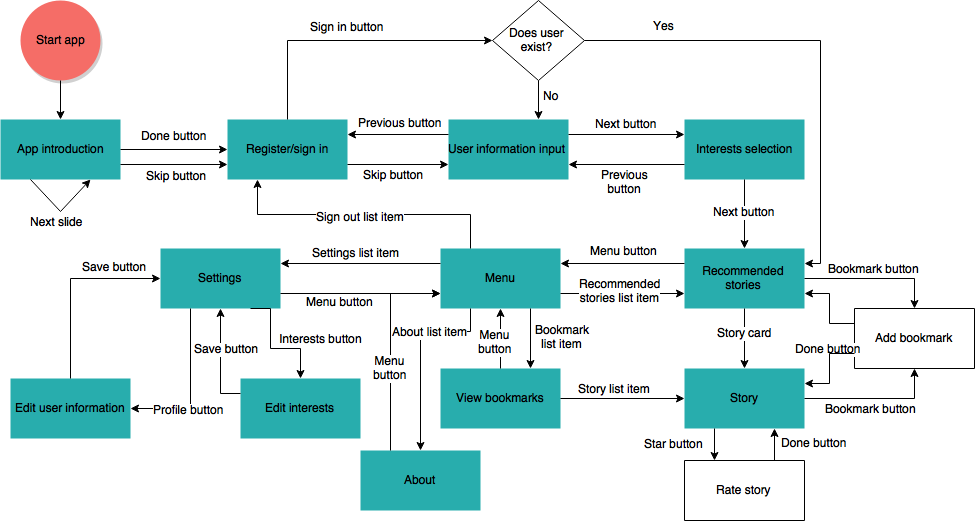 Start app
Sign in button
Does user
exist?
Yes
No
App introduction
Done button
Skip button
Next slide
Register/sign in
Previous button
Skip button
User information input
Next button
Previous
button
Interests selection
Next button
Sign out list item
Settings
Settings list item
Menu button
Menu
Menu button
Recommended
stories list item
Recommended
stories
Bookmark button
Save button
Interests button
Save button
About list item
Menu
button
Menu
button
Bookmark
list item
Story card
Add bookmark
Done button
Edit user information
Profile button
Edit interests
View bookmarks
Story list item
Story
Bookmark button
Star button
Done button
About
Rate story